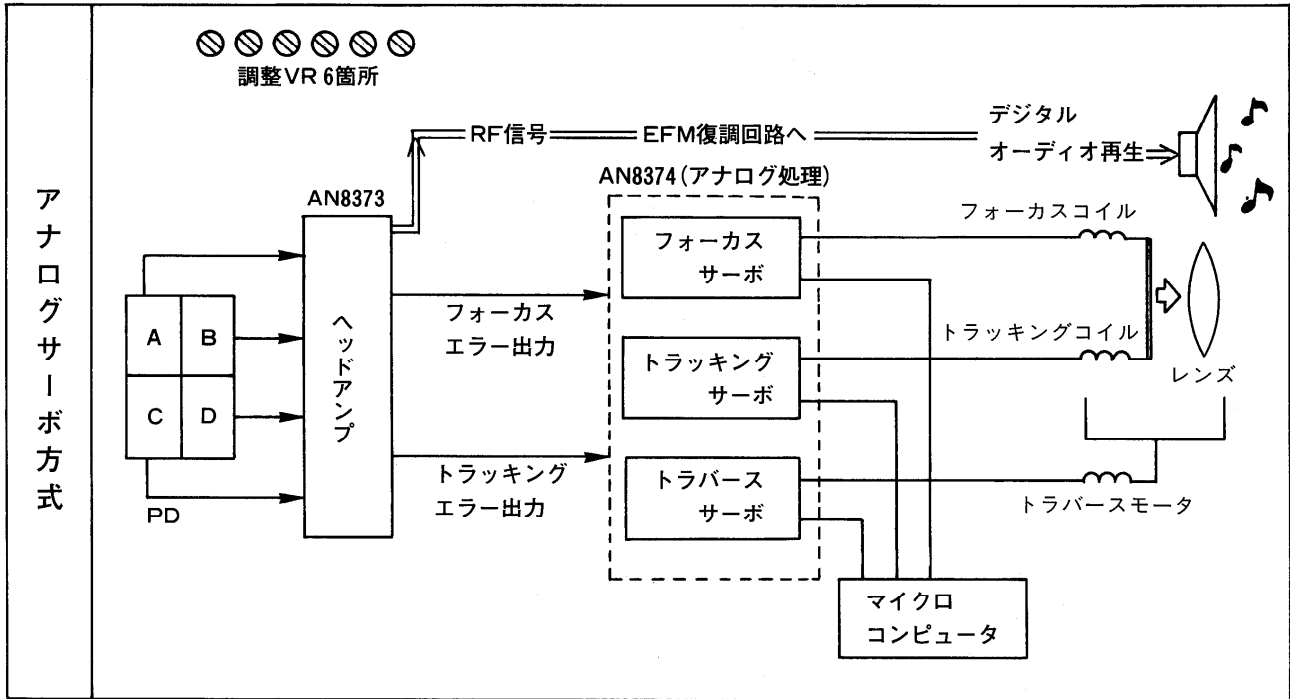 アナログサーボ方式
調整VR 6箇所
RF信号
EFM復調回路へ
デジタル
オーディオ再生
AN8373
AN8374(アナログ処理)
ヘッドアンプ
A
B
C
D
PD
フォーカス
エラー出力
トラッキング
エラー出力
フォーカス
サーボ
トラッキング
サーボ
トラバース
サーボ
フォーカスコイル
トラッキングコイル
レンズ
トラバースモータ
マイクロ
コンピュータ